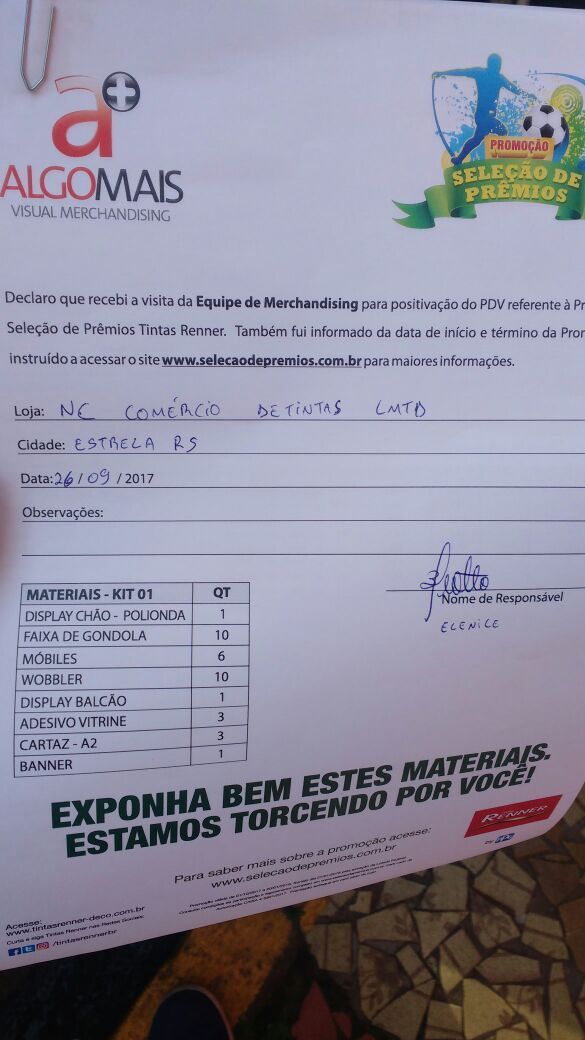 a+
ALGOMAIS
VISUAL MERCHANDISING
PROMOÇÃO
SELEÇÃO DE
PRÊMIOS
Declaro que recebi a visita da Equipe de Merchandising para positivação do PDV referente à Pr
Seleção de Prêmios Tintas Renner. Também fui informado da data de início e término da Pror
instruído a acessar o site www.selecaodepremios.com.br para maiores informações.
Loja: NC COMÉRCIO DE TINTAS LMTD
Cidade: ESTRELA RS
Data: 26/09/2017
Observações:
Nome de Responsável
ELENICE
MATERIAIS - KIT 01 QT
DISPLAY CHÃO - POLIONDA 1
FAIXA DE GONDOLA 10
MÓBILES 6
WOBBLER 10
DISPLAY BALCÃO 1
ADESIVO VITRINE 3
CARTAZ - A2 3
BANNER 1
EXPONHA BEM ESTES MATERIAIS.
ESTAMOS TORCENDO POR VOCÊ!
RENNER
BY PPG
Para saber mais sobre a promoção acesse:
www.selecaodepremios.com.br
Acesse:
www.tintasrenner-deco.com.br
Curta e siga Tintas Renner nas Redes Sociais:
/tintasrennerbr